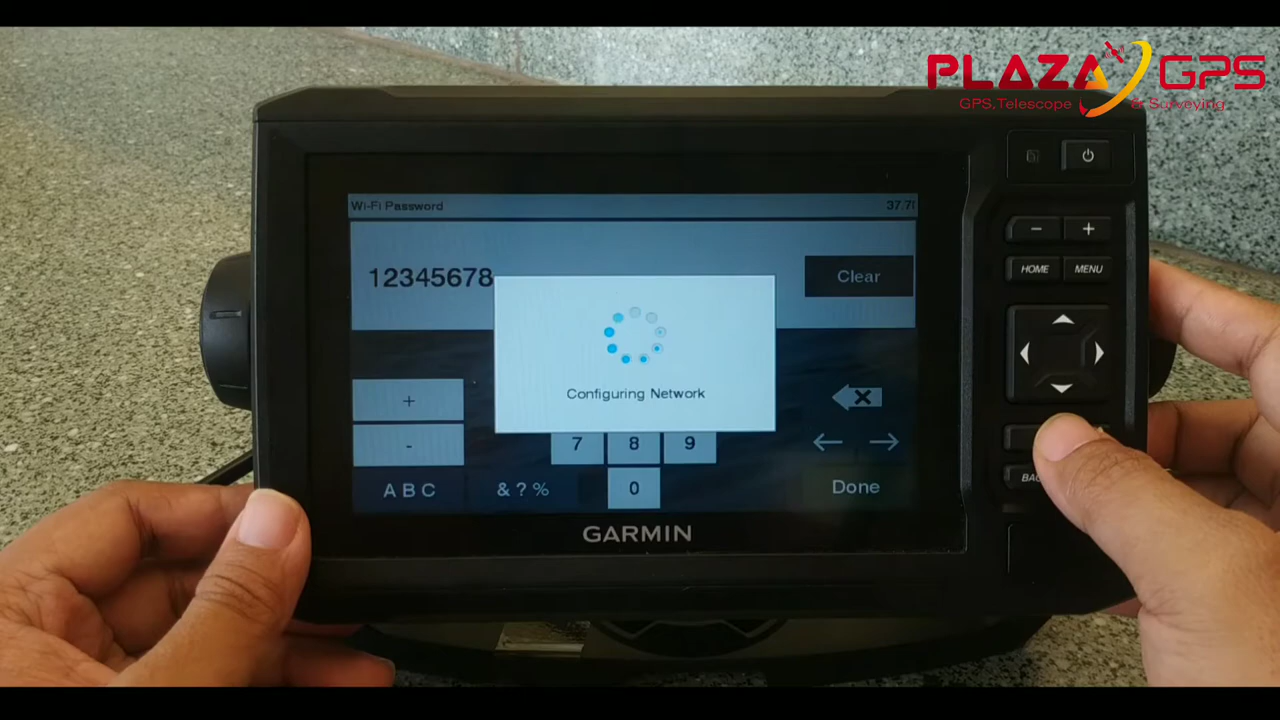 PLAZA GPS
GPS, Telescope & Surveying
Wi-Fi Password
12345678
Clear
Configuring Network
+
-
7 8 9
0
A B C
& ? %
Done
GARMIN
- +
HOME MENU